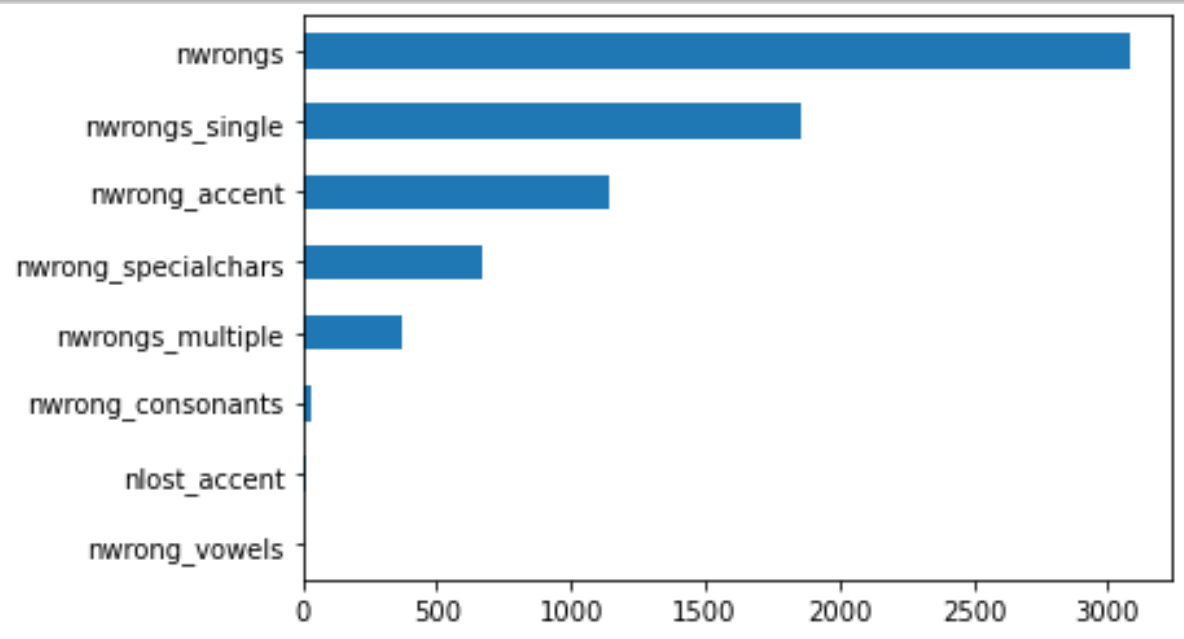 nwrongs
nwrongs_single
nwrong_accent
nwrong_specialchars
nwrongs_multiple
nwrong_consonants
nlost_accent
nwrong_vowels
0 500 1000 1500 2000 2500 3000